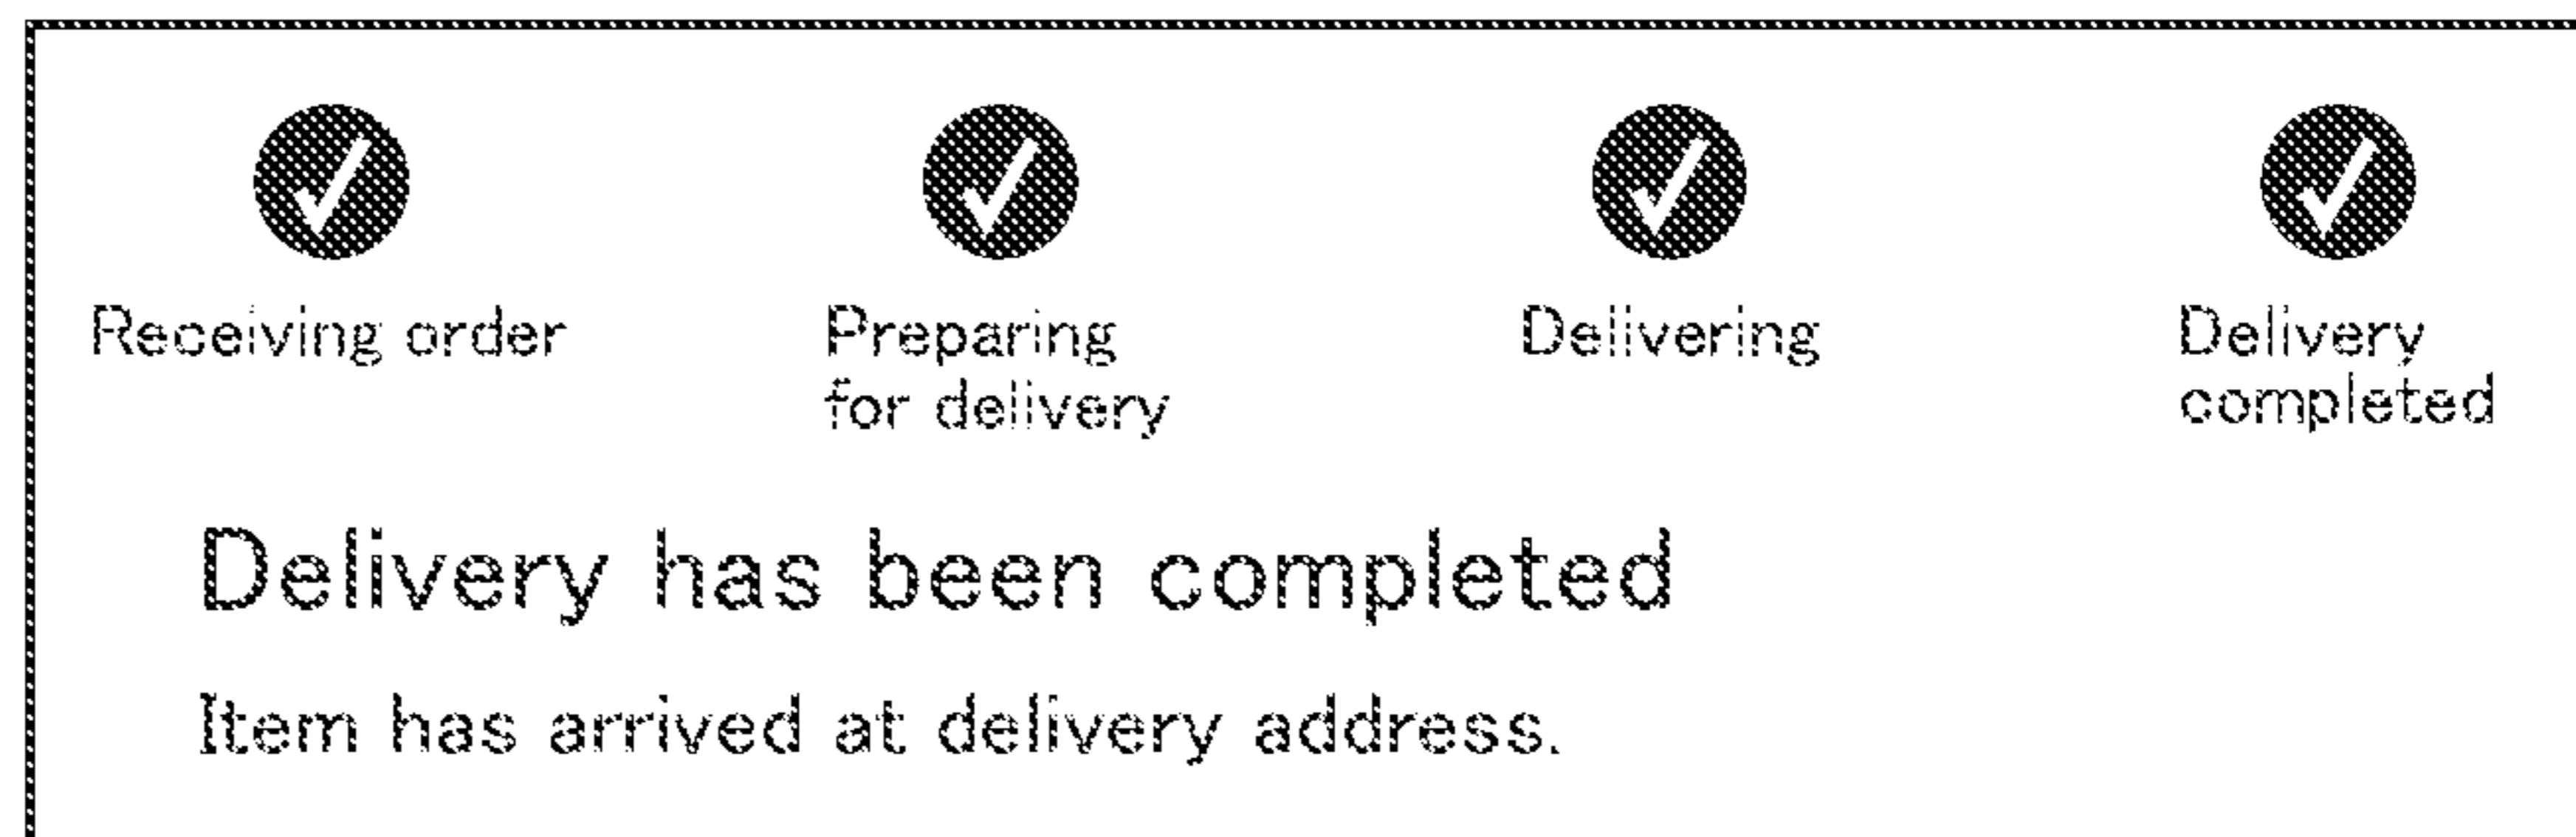 Receiving order
Preparing
for delivery
Delivering
Delivery
completed
Delivery has been completed
Item has arrived at delivery address.